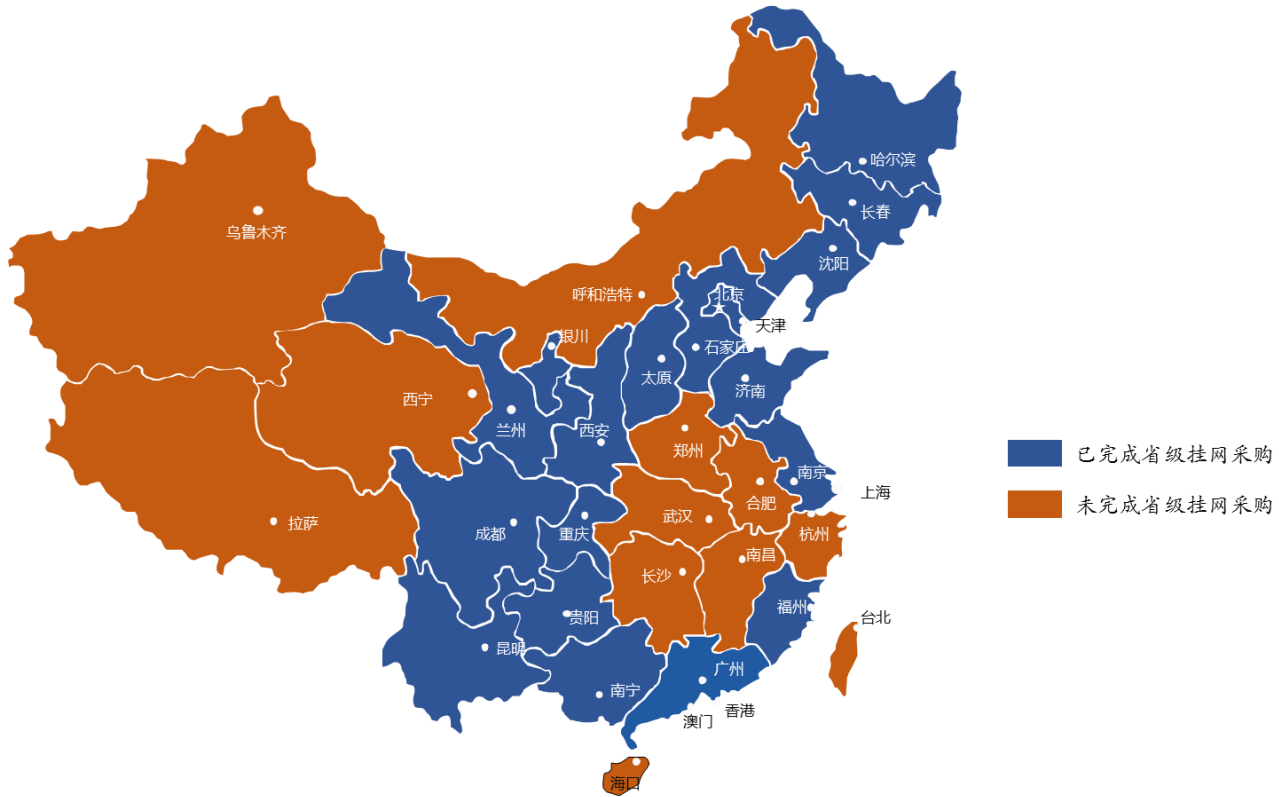 哈尔滨
长春
乌鲁木齐
沈阳
呼和浩特
北京
天津
银川
石家庄
太原
济南
西宁
兰州
西安
郑州
已完成省级挂网采购
南京
合肥
上海
未完成省级挂网采购
武汉
拉萨
成都
重庆
杭州
南昌
长沙
福州
贵阳
台北
昆明
广州
南宁
香港
澳门
海口